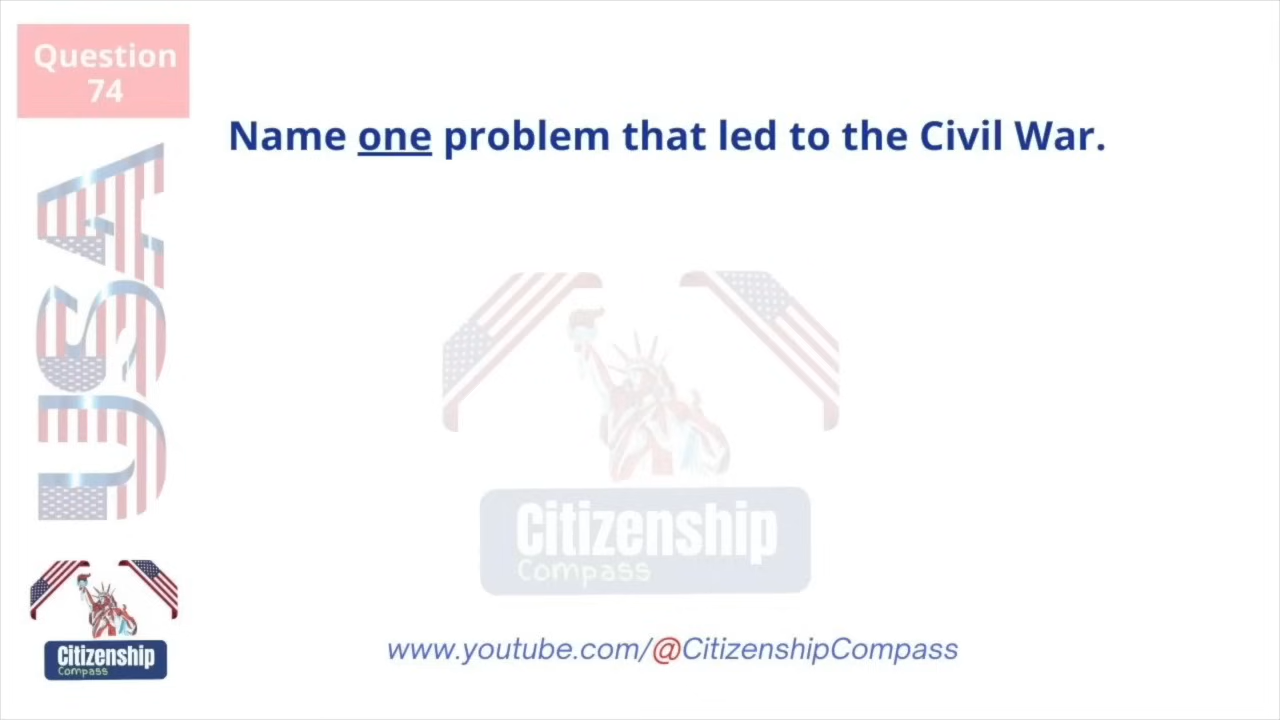 Question
74
Name one problem that led to the Civil War.
USA
Citizenship
Compass
Citizenship
Compass
www.youtube.com/@CitizenshipCompass